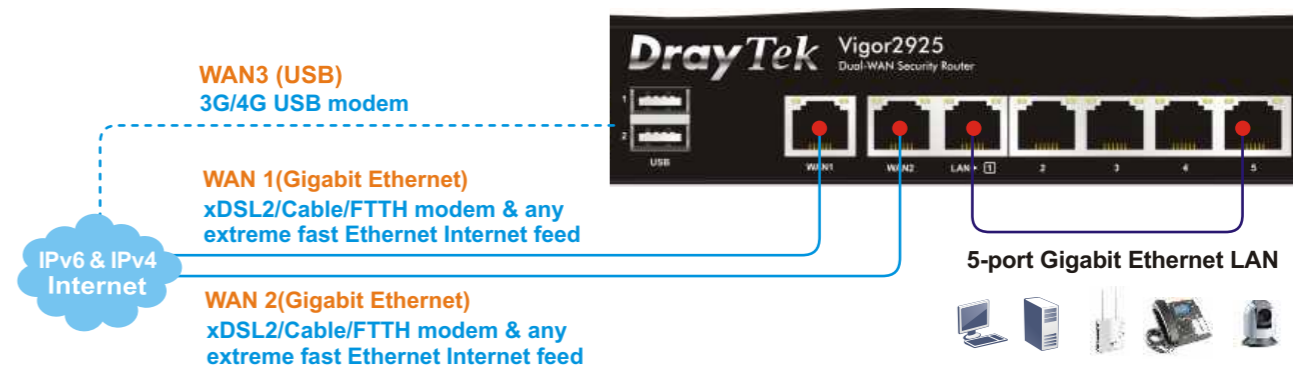 DrayTek
Vigor2925
Dual-WAN Security Router
WAN3 (USB)
3G/4G USB modem
1
2
USB
WAN1
WAN2
LAN 1
2
3
4
5
WAN 1(Gigabit Ethernet)
xDSL2/Cable/FTTH modem & any
extreme fast Ethernet Internet feed
IPv6 & IPv4
Internet
5-port Gigabit Ethernet LAN
WAN 2(Gigabit Ethernet)
xDSL2/Cable/FTTH modem & any
extreme fast Ethernet Internet feed